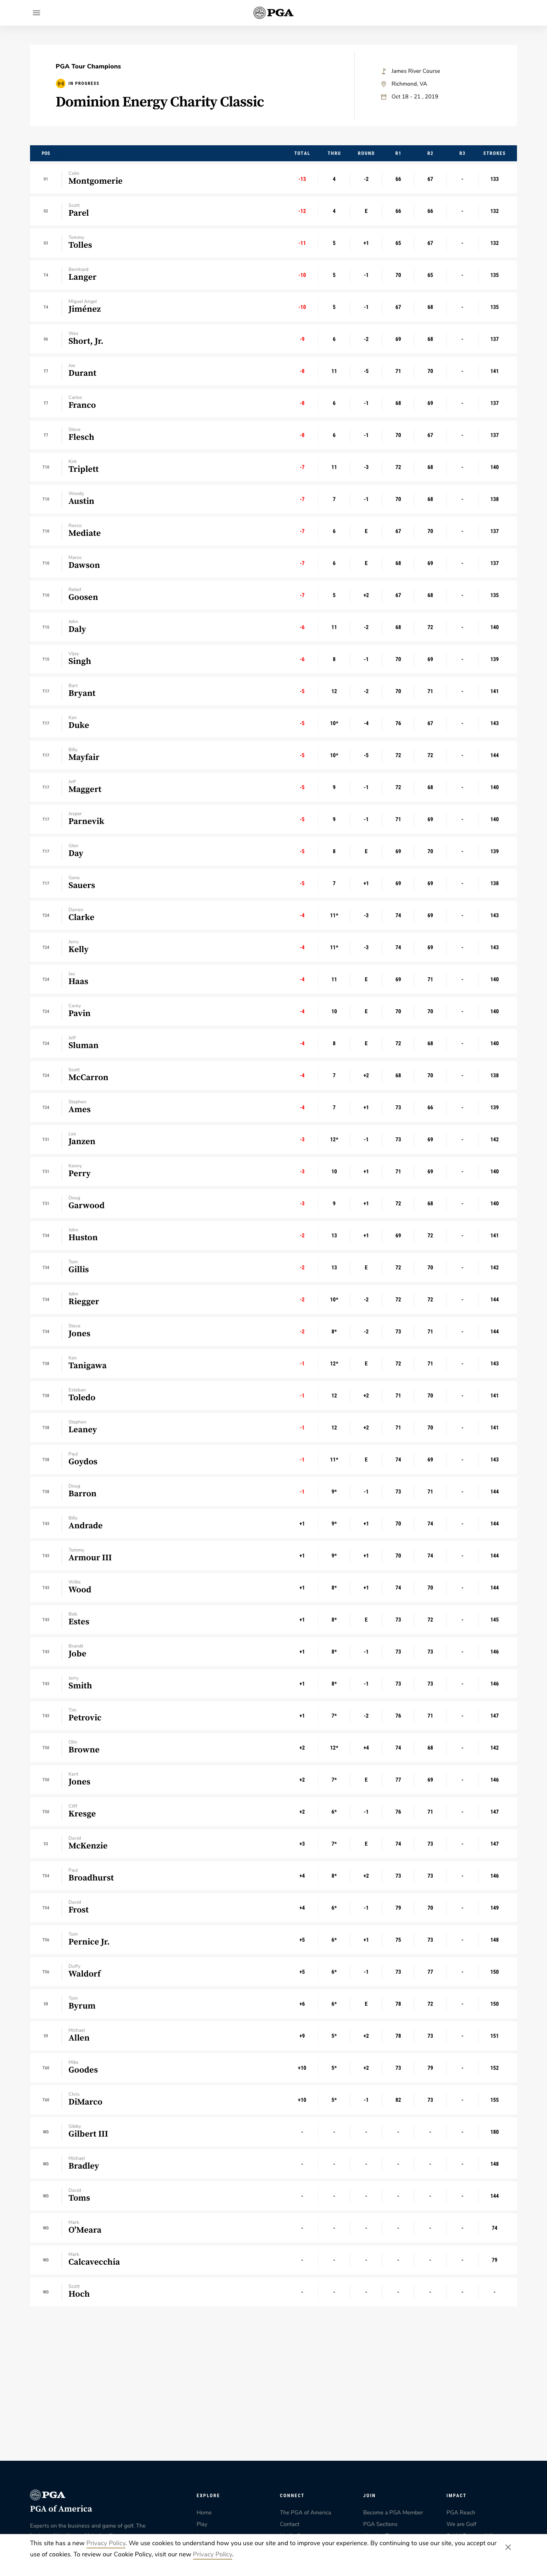 PGA
PGA Tour Champions
IN PROGRESS
Dominion Energy Charity Classic
James River Course
Richmond, VA
Oct 18 - 21 , 2019
POS TOTAL THRU ROUND R1 R2 R3 STROKES
01 Colin Montgomerie -13 4 -2 66 67 - 133
02 Scott Parel -12 4 E 66 66 - 132
03 Tommy Tolles -11 5 +1 65 67 - 132
T4 Bernhard Langer -10 5 -1 70 65 - 135
T4 Miguel Angel Jiménez -10 5 -1 67 68 - 135
06 Wes Short, Jr. -9 6 -2 69 68 - 137
T7 Joe Durant -8 11 -5 71 70 - 141
T7 Carlos Franco -8 6 -1 68 69 - 137
T7 Steve Flesch -8 6 -1 70 67 - 137
T10 Kirk Triplett -7 11 -3 72 68 - 140
T10 Woody Austin -7 7 -1 70 68 - 138
T10 Rocco Mediate -7 6 E 67 70 - 137
T10 Marco Dawson -7 6 E 68 69 - 137
T10 Retief Goosen -7 5 +2 67 68 - 135
T15 John Daly -6 11 -2 68 72 - 140
T15 Vijay Singh -6 8 -1 70 69 - 139
T17 Bart Bryant -5 12 -2 70 71 - 141
T17 Ken Duke -5 10* -4 76 67 - 143
T17 Billy Mayfair -5 10* -5 72 72 - 144
T17 Jeff Maggert -5 9 -1 72 68 - 140
T17 Jesper Parnevik -5 9 -1 71 69 - 140
T17 Glen Day -5 8 E 69 70 - 139
T17 Gene Sauers -5 7 +1 69 69 - 138
T24 Darren Clarke -4 11* -3 74 69 - 143
T24 Jerry Kelly -4 11* -3 74 69 - 143
T24 Jay Haas -4 11 E 69 71 - 140
T24 Corey Pavin -4 10 E 70 70 - 140
T24 Jeff Sluman -4 8 E 72 68 - 140
T24 Scott McCarron -4 7 +2 68 70 - 138
T24 Stephen Ames -4 7 +1 73 66 - 139
T31 Lee Janzen -3 12* -1 73 69 - 142
T31 Kenny Perry -3 10 +1 71 69 - 140
T31 Doug Garwood -3 9 +1 72 68 - 140
T34 John Huston -2 13 +1 69 72 - 141
T34 Tom Gillis -2 13 E 72 70 - 142
T34 John Riegger -2 10* -2 72 72 - 144
T34 Steve Jones -2 8* -2 73 71 - 144
T38 Ken Tanigawa -1 12* E 72 71 - 143
T38 Esteban Toledo -1 12 +2 71 70 - 141
T38 Stephen Leaney -1 12 +2 71 70 - 141
T38 Paul Goydos -1 11* E 74 69 - 143
T38 Doug Barron -1 9* -1 73 71 - 144
T43 Billy Andrade +1 9* +1 70 74 - 144
T43 Tommy Armour III +1 9* +1 70 74 - 144
T43 Willie Wood +1 8* +1 74 70 - 144
T43 Bob Estes +1 8* E 73 72 - 145
T43 Brandt Jobe +1 8* -1 73 73 - 146
T43 Jerry Smith +1 8* -1 73 73 - 146
T43 Tim Petrovic +1 7* -2 76 71 - 147
T50 Olin Browne +2 12* +4 74 68 - 142
T50 Kent Jones +2 7* E 77 69 - 146
T50 Cliff Kresge +2 6* -1 76 71 - 147
53 David McKenzie +3 7* E 74 73 - 147
T54 Paul Broadhurst +4 8* +2 73 73 - 146
T54 David Frost +4 6* -1 79 70 - 149
T56 Tom Pernice Jr. +5 6* +1 75 73 - 148
T56 Duffy Waldorf +5 6* -1 73 77 - 150
58 Tom Byrum +6 6* E 78 72 - 150
59 Michael Allen +9 5* +2 78 73 - 151
T60 Mike Goodes +10 5* +2 73 79 - 152
T60 Chris DiMarco +10 5* -1 82 73 - 155
WD Gibby Gilbert III - - - - - - 180
WD Michael Bradley - - - - - - 148
WD David Toms - - - - - - 144
WD Mark O'Meara - - - - - - 74
WD Mark Calcavecchia - - - - - - 79
WD Scott Hoch - - - - - - -
PGA
PGA of America
Experts on the business and game of golf. The
EXPLORE
Home
Play
CONNECT
The PGA of America
Contact
JOIN
Become a PGA Member
PGA Sections
IMPACT
PGA Reach
We are Golf
This site has a new Privacy Policy. We use cookies to understand how you use our site and to improve your experience. By continuing to use our site, you accept our
use of cookies. To review our Cookie Policy, visit our new Privacy Policy.